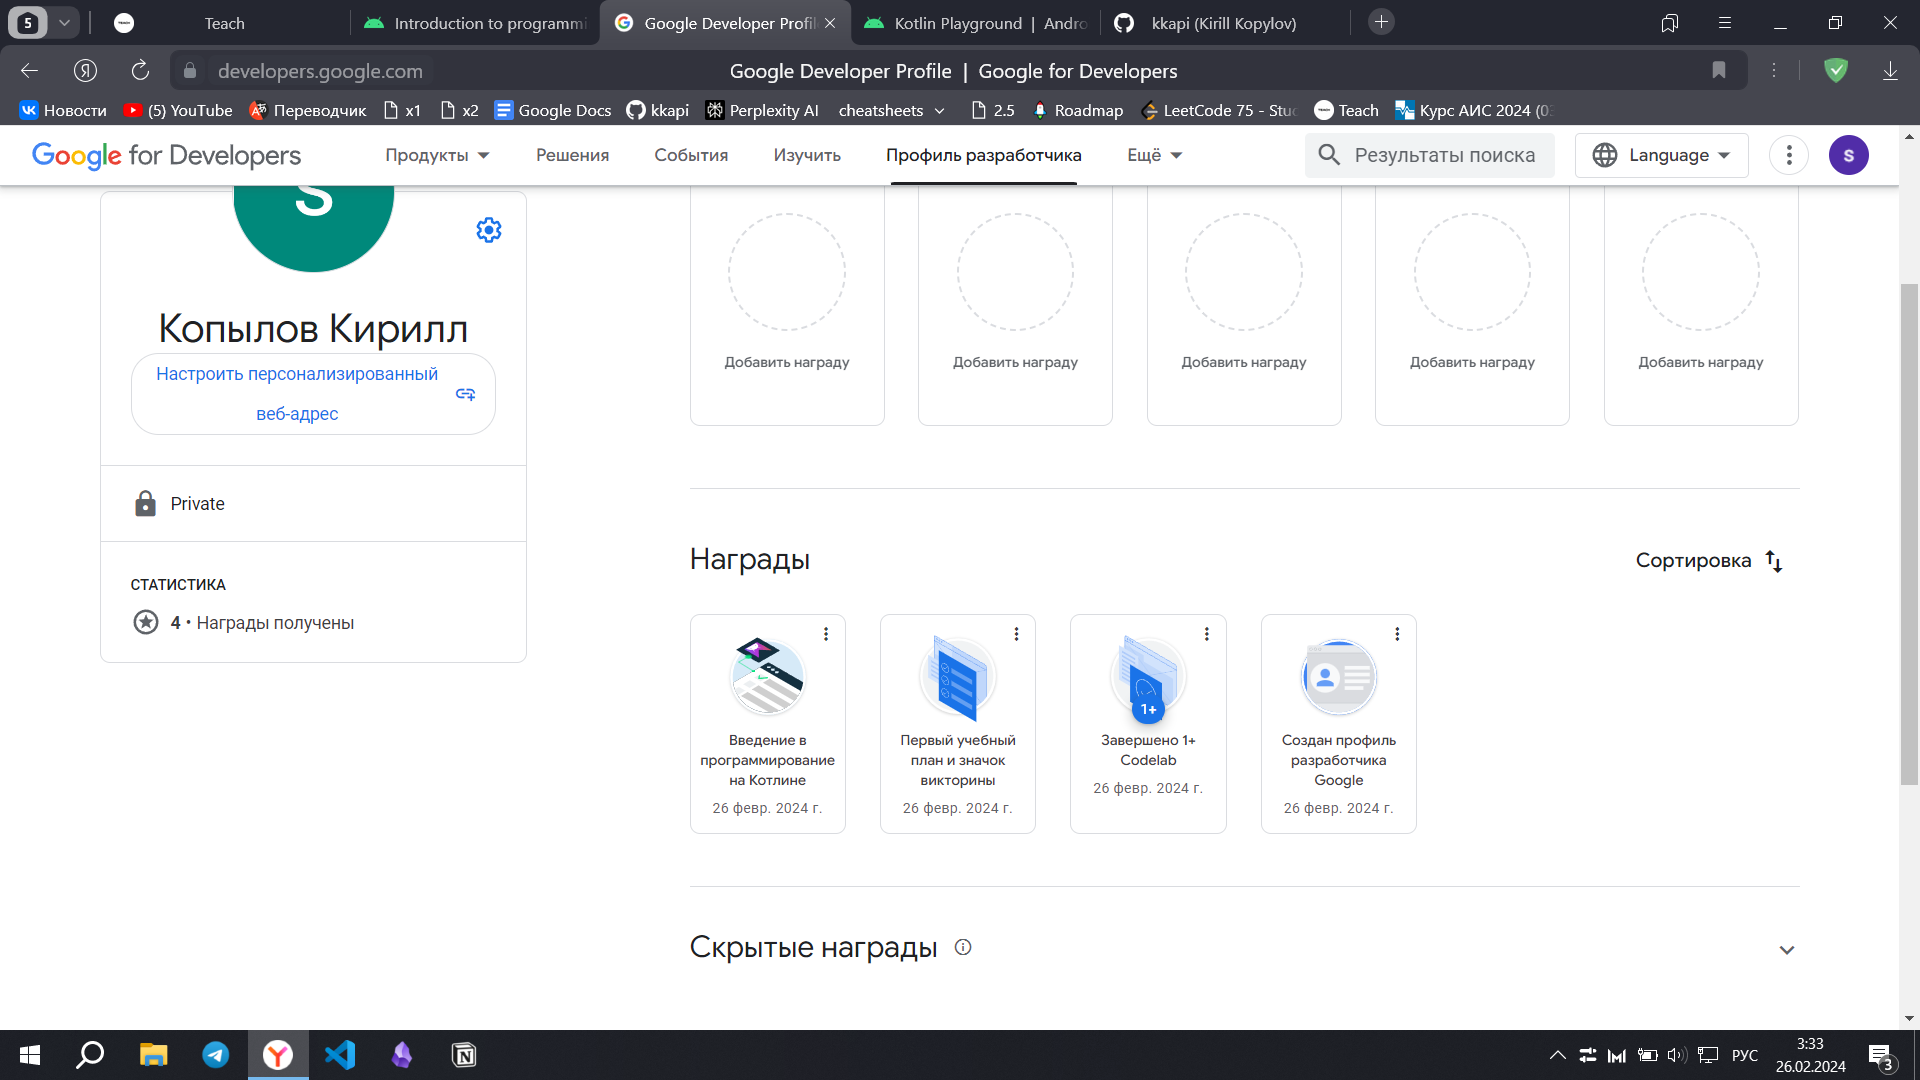 5
Teach
Introduction to programmi
Google Developer Profil
Kotlin Playground | Andro
kkapi (Kirill Kopylov)
developers.google.com
Google Developer Profile | Google for Developers
Новости
(5) YouTube
Переводчик
x1
x2
Google Docs
kkapi
Perplexity AI
cheatsheets
2.5
Roadmap
LeetCode 75 - Stu
Teach
Курс АИС 2024 (0
Google for Developers
Продукты
Решения
События
Изучить
Профиль разработчика
Ещё
Результаты поиска
Language
S
S
Копылов Кирилл
Настроить персонализированный
веб-адрес
Private
СТАТИСТИКА
4 • Награды получены
Добавить награду
Добавить награду
Добавить награду
Добавить награду
Добавить награду
Награды
Сортировка
Введение в
программирование
на Котлине
26 февр. 2024 г.
Первый учебный
план и значок
викторины
26 февр. 2024 г.
1+
Завершено 1+
Codelab
26 февр. 2024 г.
Создан профиль
разработчика
Google
26 февр. 2024 г.
Скрытые награды
РУС
3:33
26.02.2024
3